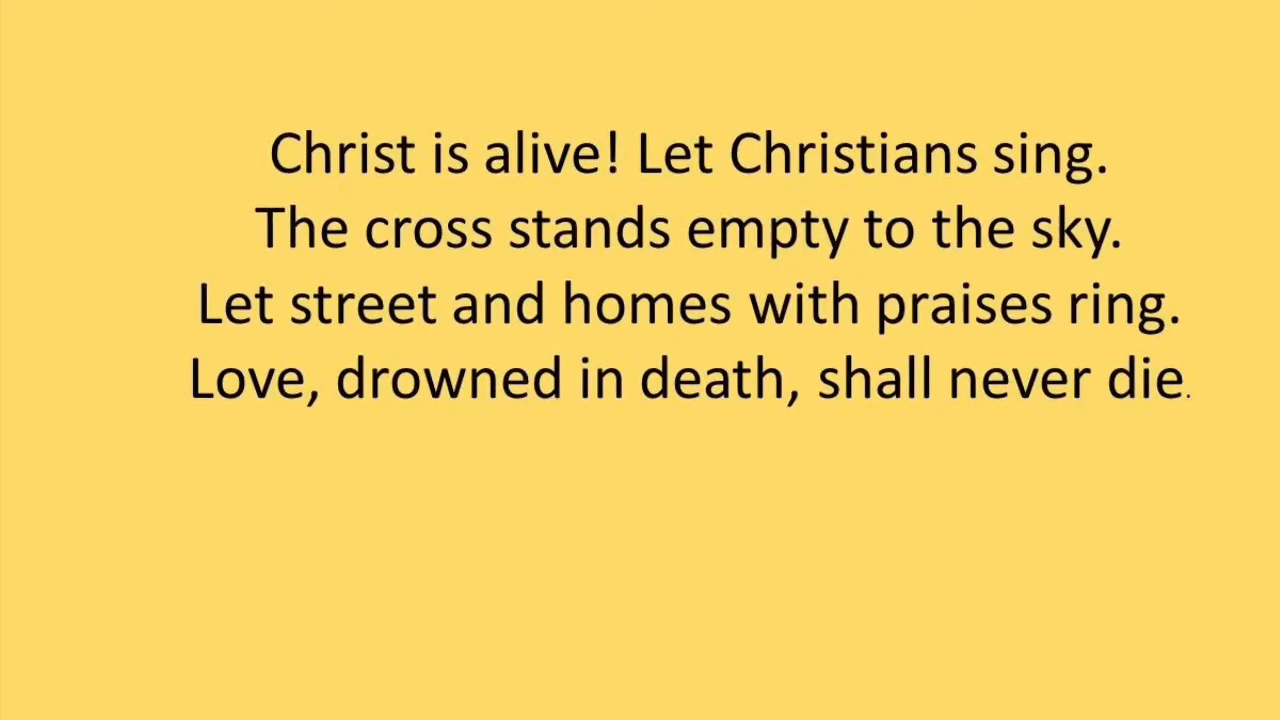 Christ is alive! Let Christians sing.
The cross stands empty to the sky.
Let street and homes with praises ring.
Love, drowned in death, shall never die.